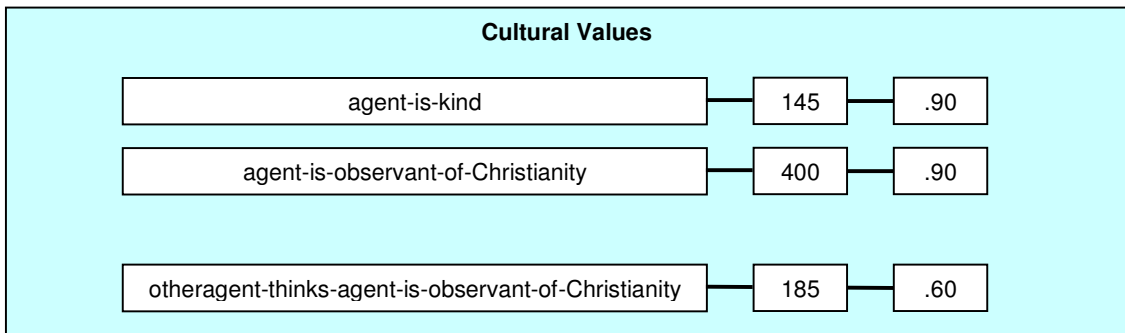 Cultural Values
agent-is-kind 145 .90
agent-is-observant-of-Christianity 400 .90
otheragent-thinks-agent-is-observant-of-Christianity 185 .60